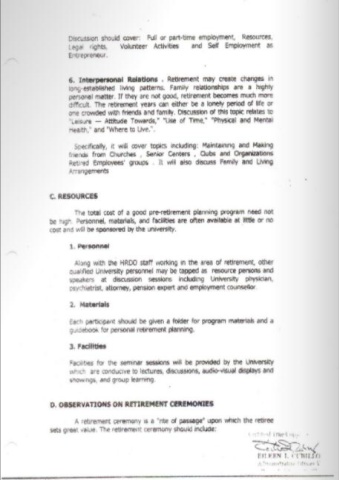 Discussion should cover: Full or part-time employment, Resources,
Legal rights, Volunteer Activities and Self Employment as
Entrepreneur.
6. Interpersonal Relations . Retirement may create changes in
long-established living patterns. Family relationships are a highly
personal matter. If they are not good, retirement becomes much more
difficult. The retirement years can either be a lonely period of life or
one crowded with friends and family. Discussion of this topic relates to
"Leisure — Attitude Towards," "Use of Time," "Physical and Mental
Health," and "Where to Live.".
Specifically, it will cover topics including: Maintaining and Making
friends from Churches , Senior Centers , Clubs and Organizations
Retired Employees' groups . It will also discuss Family and Living
Arrangements
C. RESOURCES
The total cost of a good pre-retirement planning program need not
be high. Personnel, materials, and facilities are often available at little or no
cost and will be sponsored by the university.
1. Personnel
Along with the HRDO staff working in the area of retirement, other
qualified University personnel may be tapped as resource persons and
speakers at discussion sessions including University physician,
psychiatrist, attorney, pension expert and employment counsellor.
2. Materials
Each participant should be given a folder for program materials and a
guidebook for personal retirement planning.
3. Facilities
Facilities for the seminar sessions will be provided by the University
which are conducive to lectures, discussions, audio-visual displays and
showings, and group learning.
D. OBSERVATIONS ON RETIREMENT CEREMONIES
A retirement ceremony is a "rite of passage" upon which the retiree
sets great value. The retirement ceremony should include: